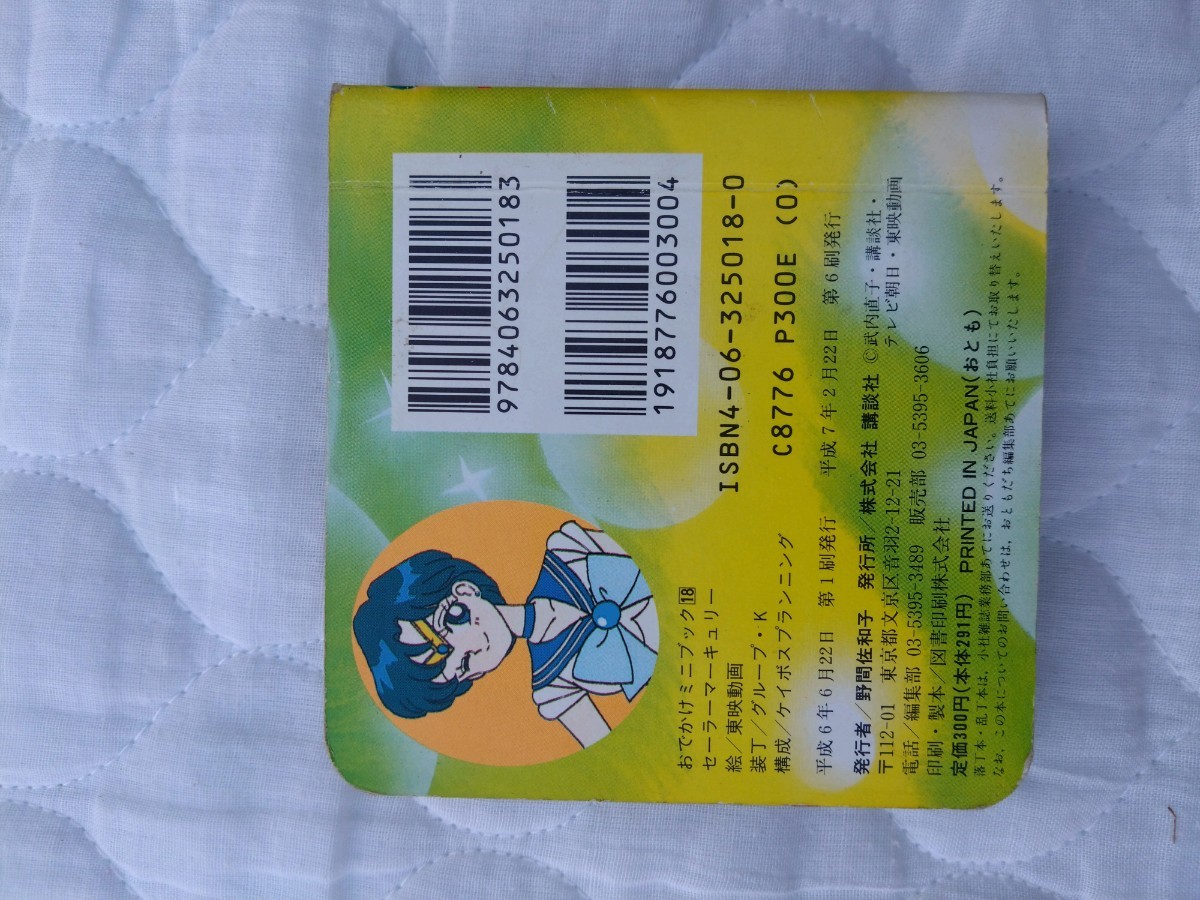 9784063250183
1918776003004
ISBN4-06-325018-0
C8776 P300E (0)
おでかけミニブック18
セーラーマーキュリー
絵/東映動画
装丁/グループ・K
構成/ケイボスプランニング
平成6年6月22日 第1刷発行 平成7年2月22日 第6刷発行
発行者/野間佐和子 発行所/株式会社 講談社 ©武内直子・講談社・
テレビ朝日・東映動画
〒112-01 東京都文京区音羽2-12-21
電話/編集部 03-5395-3489 販売部 03-5395-3606
印刷・製本/図書印刷株式会社
定価300円(本体291円) PRINTED IN JAPAN(おとも)
落丁本・乱丁本は、小社雑誌業務部あてにお送りください。送料小社負担にてお取り替えいたします。
なお、この本についてのお問い合わせは、おともだち編集部あてにお願いいたします。